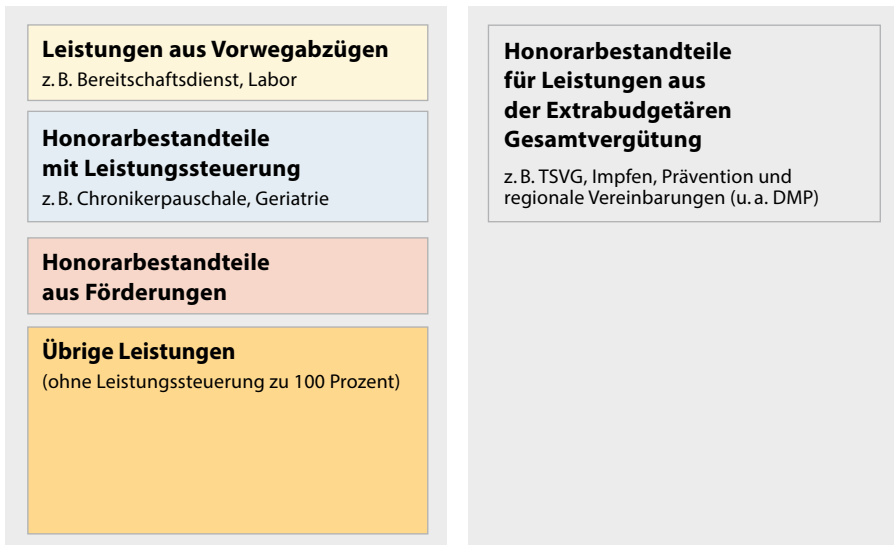 Leistungen aus Vorwegabzügen
z. B. Bereitschaftsdienst, Labor
Honorarbestandteile
mit Leistungssteuerung
z. B. Chronikerpauschale, Geriatrie
Honorarbestandteile
aus Förderungen
Übrige Leistungen
(ohne Leistungssteuerung zu 100 Prozent)
Honorarbestandteile
für Leistungen aus
der Extrabudgetären
Gesamtvergütung
z. B. TSVG, Impfen, Prävention und
regionale Vereinbarungen (u. a. DMP)